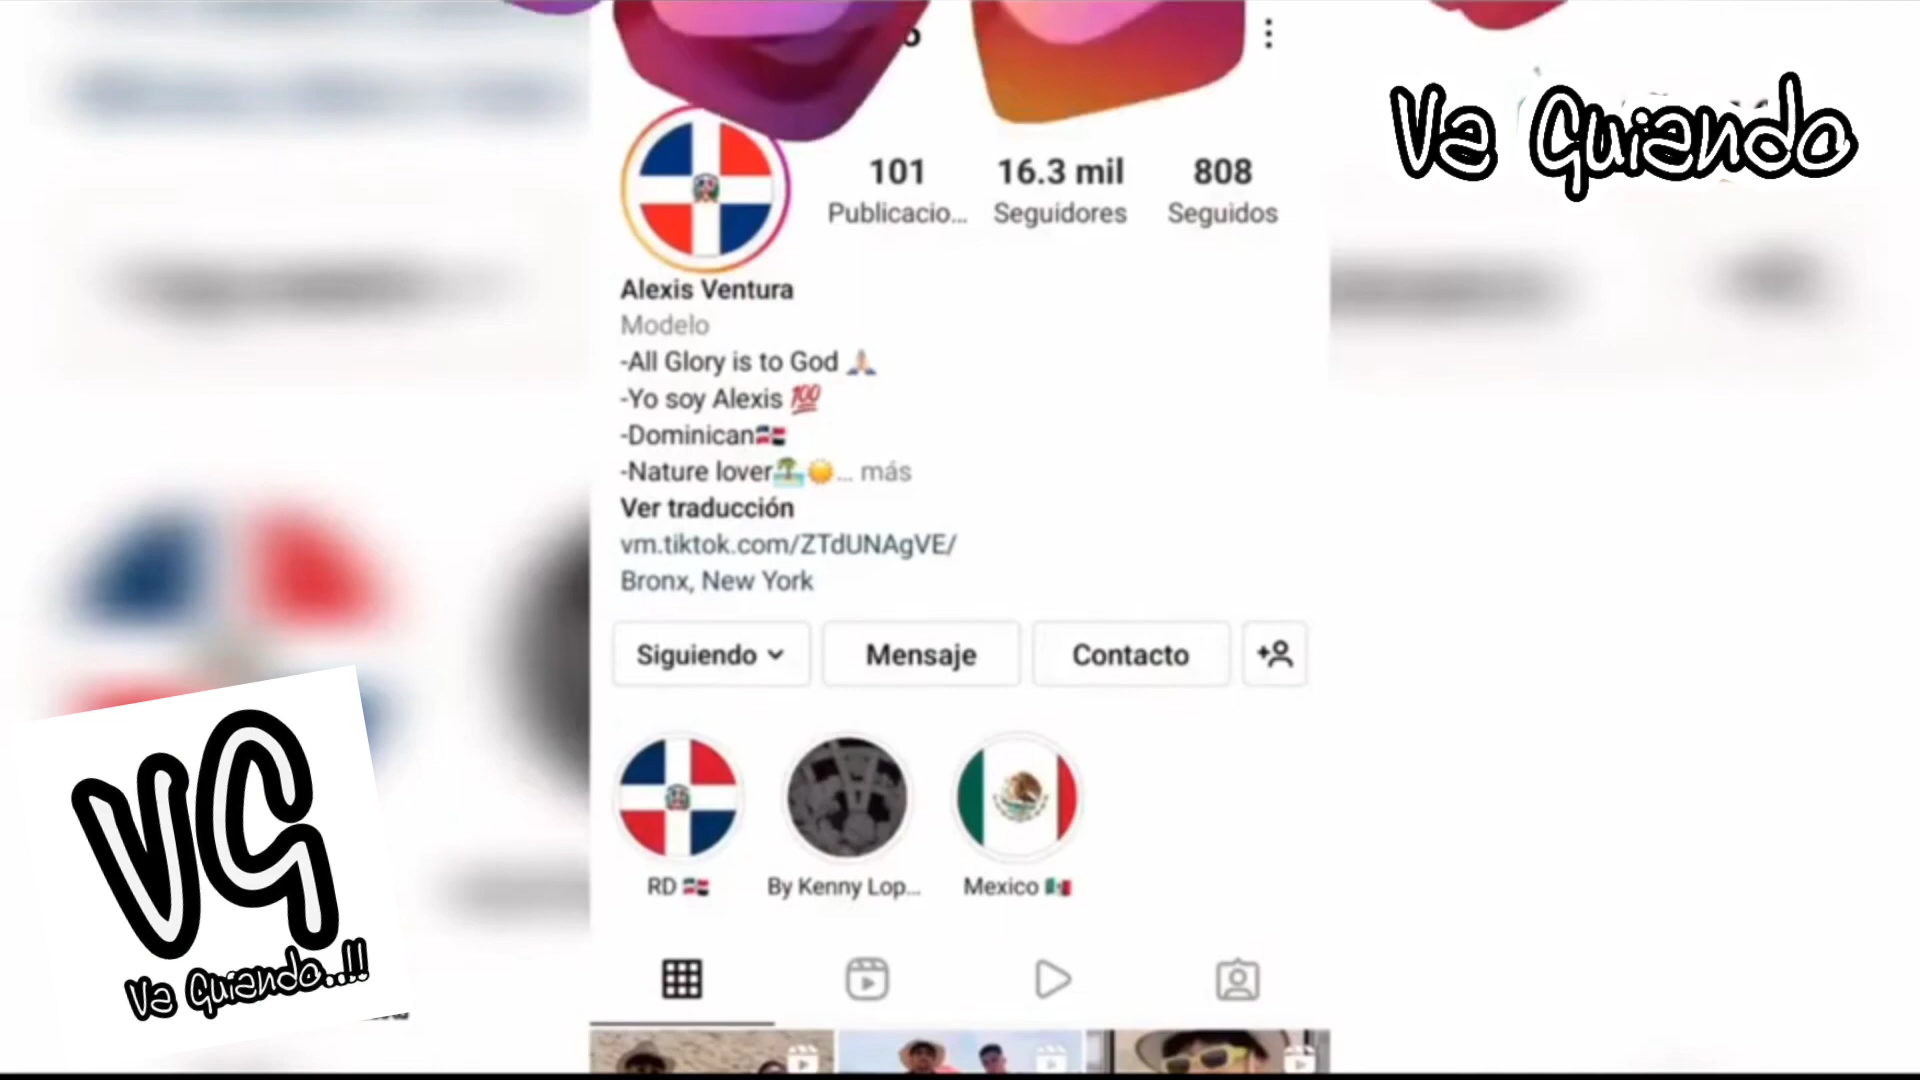 Va Guiando
101
16.3 mil
808
Publicacio...
Seguidores
Seguidos
Alexis Ventura
Modelo
-All Glory is to God 🙏🏼
-Yo soy Alexis 💯
-Dominican🇩🇴
-Nature lover🏝️☀️... más
Ver traducción
vm.tiktok.com/ZTdUNAgVE/
Bronx, New York
Siguiendo
Mensaje
Contacto
RD 🇩🇴
By Kenny Lop...
Mexico 🇲🇽
VG
Va Guiando..!!